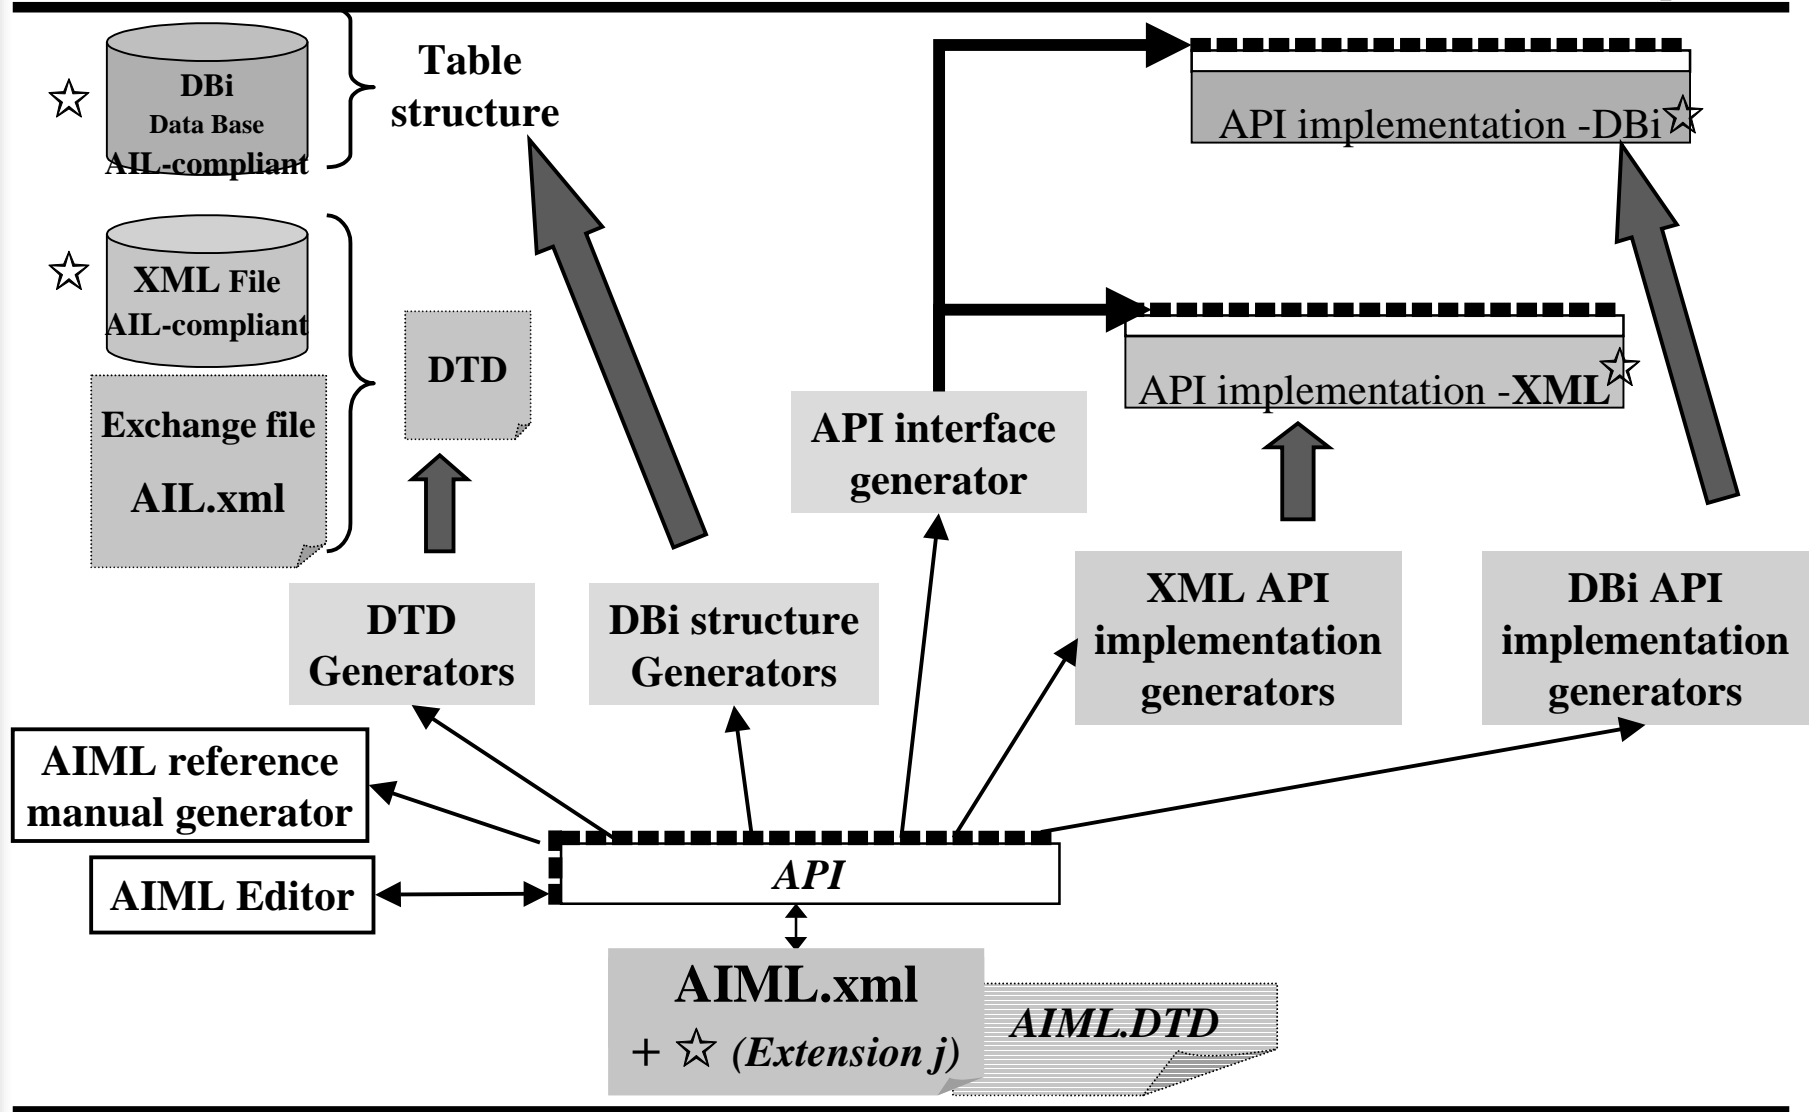 Table
structure
DBi
Data Base
AIL-compliant
API implementation -DBi
XML File
AIL-compliant
DTD
API implementation -XML
Exchange file
AIL.xml
API interface
generator
DTD
Generators
DBi structure
Generators
XML API
implementation
generators
DBi API
implementation
generators
AIML reference
manual generator
API
AIML Editor
AIML.xml
+ ☆ (Extension j)
AIML.DTD